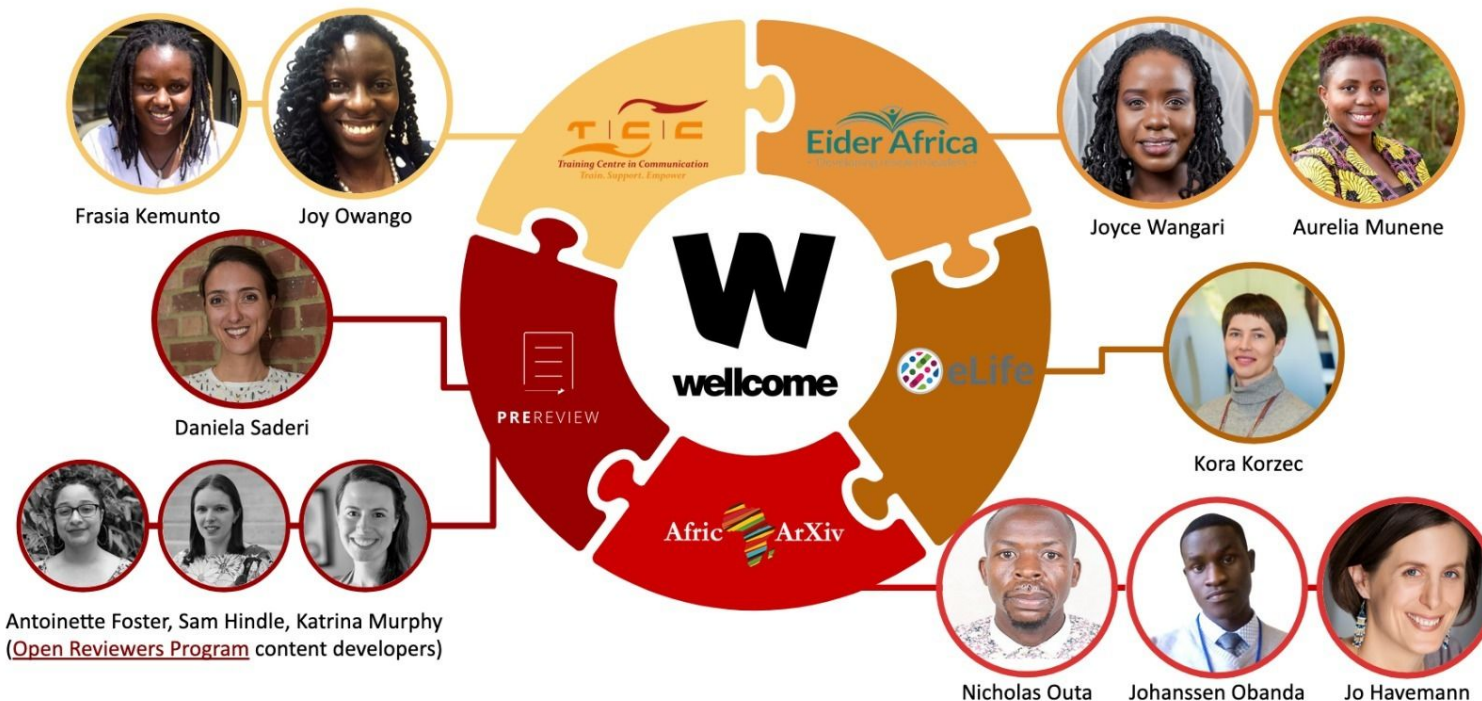 T | C | C
Training Centre in Communication
Train. Support. Empower
Eider Africa
Frasia Kemunto
Joy Owango
Joyce Wangari
Aurelia Munene
W
wellcome
PREREVIEW
eLife
Daniela Saderi
Kora Korzec
Afric ArXiv
Antoinette Foster, Sam Hindle, Katrina Murphy
(Open Reviewers Program content developers)
Nicholas Outa
Johanssen Obanda
Jo Havemann